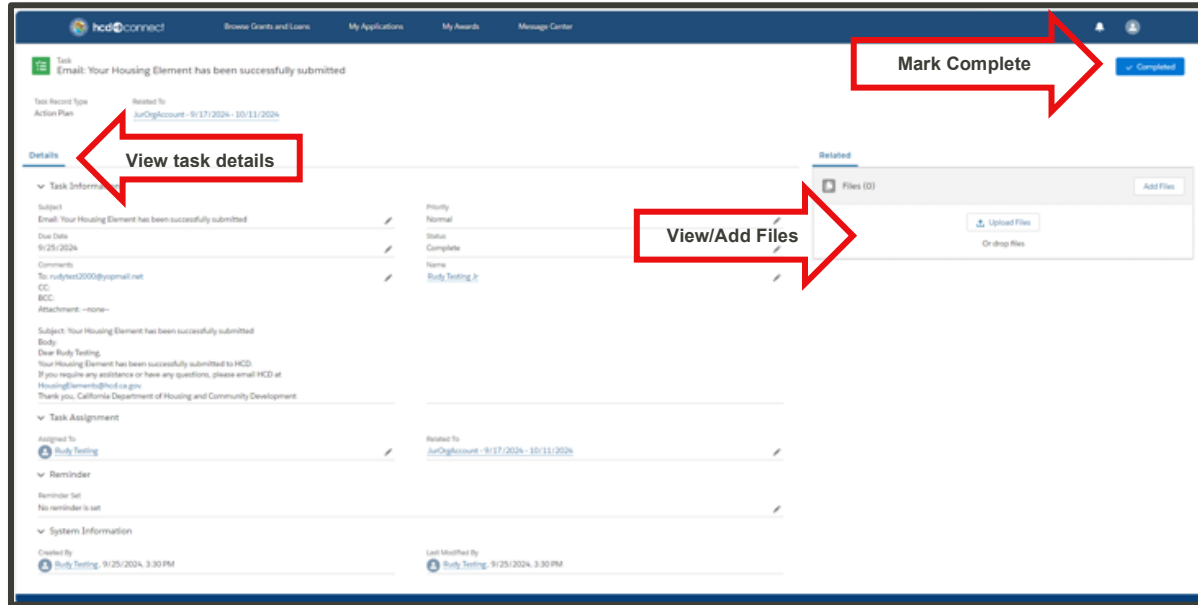 hcd connect
Browse Grants and Loans
My Applications
My Awards
Message Center
Task
Email: Your Housing Element has been successfully submitted
Mark Complete
Completed
Task Record Type
Related To
Action Plan
JurOrgAccount - 9/17/2024 - 10/11/2024
Details
View task details
Related
Task Information
Files (0)
Add Files
Upload Files
Or drop files
View/Add Files
Subject
Email: Your Housing Element has been successfully submitted
Priority
Normal
Due Date
9/25/2024
Status
Complete
Comments
To: rudytest2000@yopmail.net
CC:
BCC:
Attachment: --none--
Name
Rudy Testing Jr
Subject: Your Housing Element has been successfully submitted
Body:
Dear Rudy Testing,
Your Housing Element has been successfully submitted to HCD.
If you require any assistance or have any questions, please email HCD at
HousingElements@hcd.ca.gov
Thank you, California Department of Housing and Community Development
Task Assignment
Assigned To
Rudy Testing
Related To
JurOrgAccount - 9/17/2024 - 10/11/2024
Reminder
Reminder Set
No reminder is set
System Information
Created By
Rudy Testing, 9/25/2024, 3:30 PM
Last Modified By
Rudy Testing, 9/25/2024, 3:30 PM